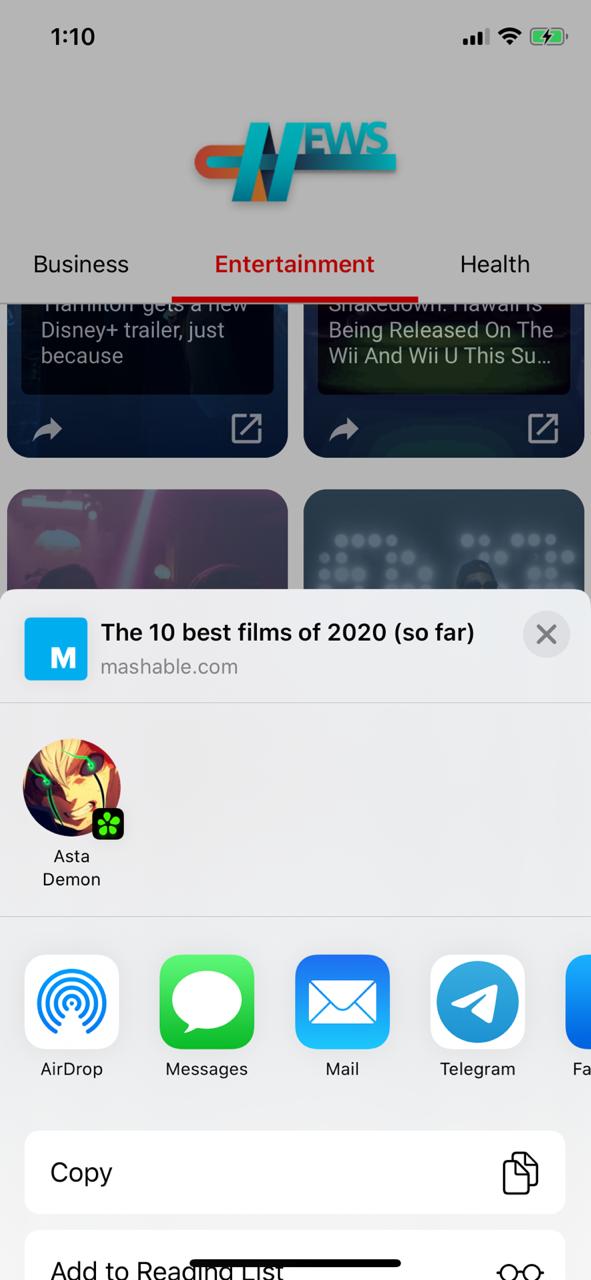 1:10
NEWS
Business
Entertainment
Health
Hamilton gets a new
Disney+ trailer, just
because
Shakedown: Hawaii Is
Being Released On The
Wii And Wii U This Su...
M
The 10 best films of 2020 (so far)
mashable.com
Asta
Demon
AirDrop
Messages
Mail
Telegram
Fa
Copy
Add to Reading List